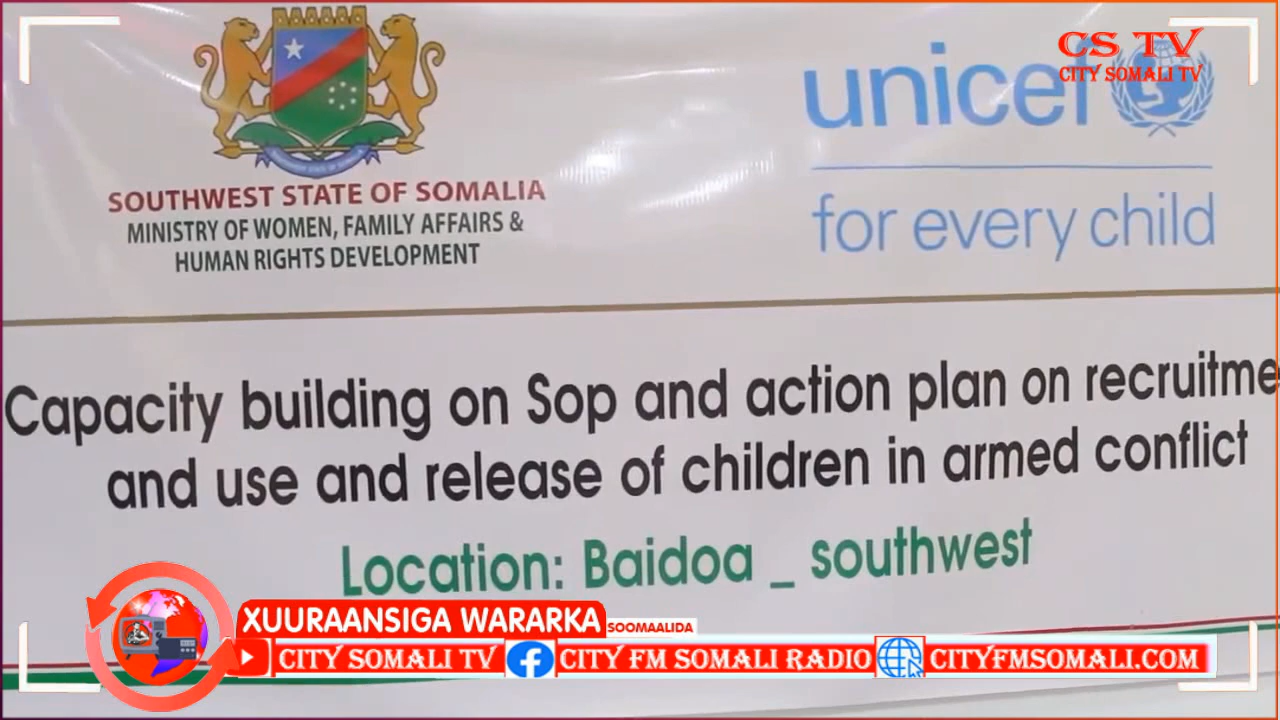 CS TV
CITY SOMALI TV
unicef
for every child
SOUTHWEST STATE OF SOMALIA
MINISTRY OF WOMEN, FAMILY AFFAIRS &
HUMAN RIGHTS DEVELOPMENT
Capacity building on Sop and action plan on recruitme
and use and release of children in armed conflict
Location: Baidoa _ southwest
XUURAANSIGA WARARKA
SOOMAALIDA
CITY SOMALI TV CITY FM SOMALI RADIO CITYFMSOMALI.COM